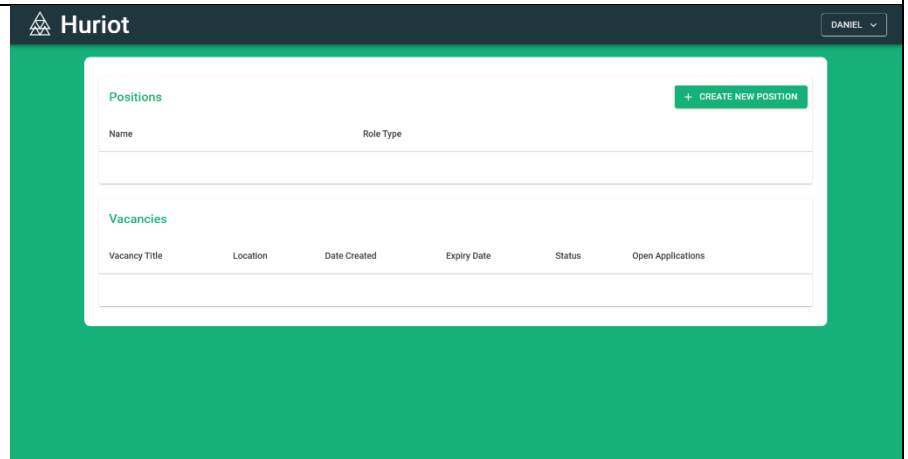 Huriot
DANIEL
Positions
+ CREATE NEW POSITION
Name Role Type
Vacancies
Vacancy Title Location Date Created Expiry Date Status Open Applications